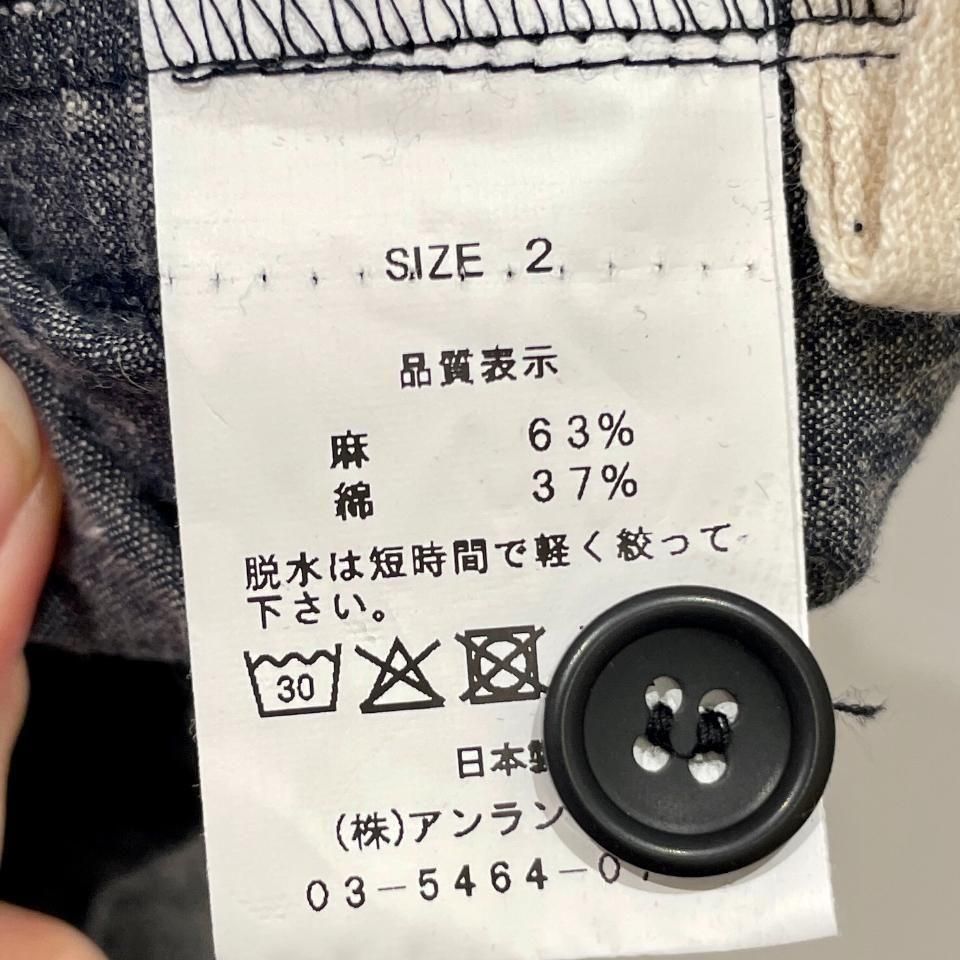 SIZE 2
品質表示
麻 63%
綿 37%
脱水は短時間で軽く絞って
下さい。
30
日本製
(株)アンラン
03-5464-0